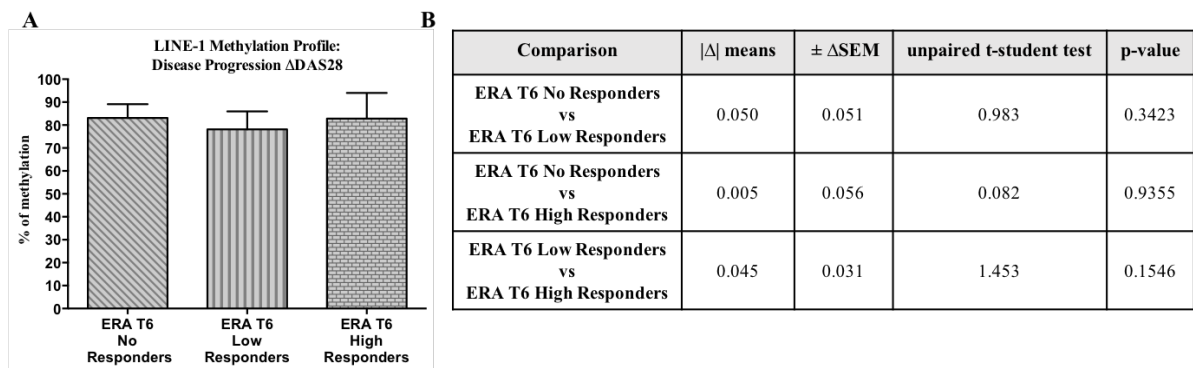 A
LINE-1 Methylation Profile:
Disease Progression ΔDAS28
% of methylation
100
90
80
70
60
50
40
30
20
10
0
ERA T6 No Responders
ERA T6 Low Responders
ERA T6 High Responders
B
Comparison |Δ| means ± ΔSEM unpaired t-student test p-value
ERA T6 No Responders
vs
ERA T6 Low Responders
0.050 0.051 0.983 0.3423
ERA T6 No Responders
vs
ERA T6 High Responders
0.005 0.056 0.082 0.9355
ERA T6 Low Responders
vs
ERA T6 High Responders
0.045 0.031 1.453 0.1546